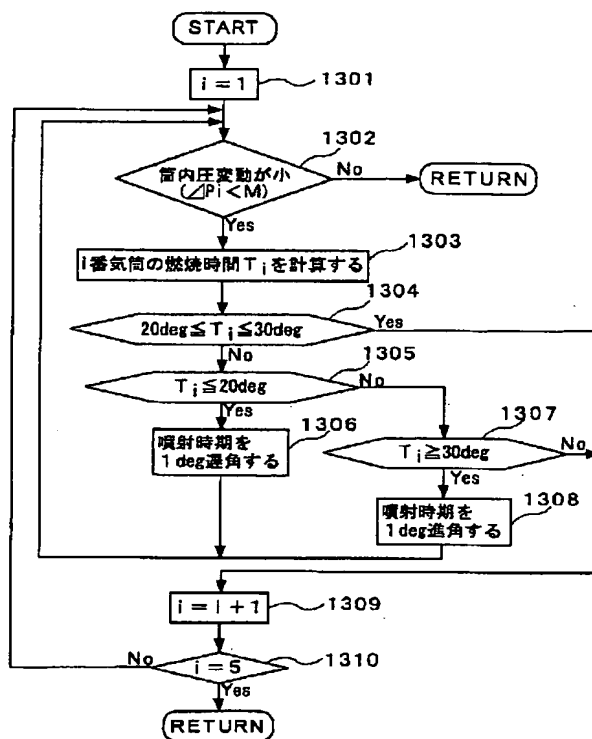 START
i=1
1301
1302
筒内圧変動が小
(⊿Pi<M)
No
RETURN
Yes
1303
i番気筒の燃焼時間Tiを計算する
1304
20deg≦Ti≦30deg
Yes
No
1305
Ti≦20deg
No
Yes
1306
1307
噴射時期を
1deg遅角する
Ti≧30deg
No
Yes
1308
噴射時期を
1deg進角する
i=i+1
1309
No
i=5
1310
Yes
RETURN